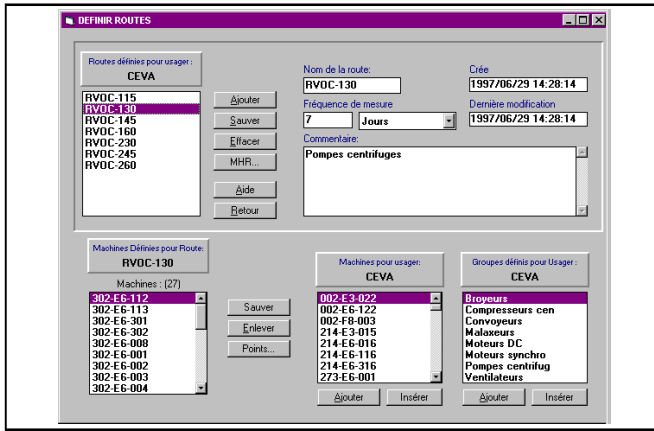 DEFINIR ROUTES
Routes définies pour usager :
CEVA
RVOC-115
RVOC-130
RVOC-145
RVOC-160
RVOC-230
RVOC-245
RVOC-260
Ajouter
Sauver
Effacer
MHR...
Aide
Retour
Nom de la route:
RVOC-130
Crée
1997/06/29 14:28:14
Fréquence de mesure
7
Jours
Dernière modification
1997/06/29 14:28:14
Commentaire:
Pompes centrifuges
Machines Définies pour Route:
RVOC-130
Machines : (27)
302-E6-112
302-E6-113
302-E6-301
302-E6-302
302-E6-008
302-E6-001
302-E6-002
302-E6-003
302-E6-004
Sauver
Enlever
Points...
Machines pour usager:
CEVA
002-E3-022
002-E6-122
002-F8-003
214-E3-015
214-E6-016
214-E6-116
214-E6-316
273-E6-001
Ajouter
Insérer
Groupes définis pour Usager :
CEVA
Broyeurs
Compresseurs cen
Convoyeurs
Malaxeurs
Moteurs DC
Moteurs synchro
Pompes centrifug
Ventilateurs
Ajouter
Insérer